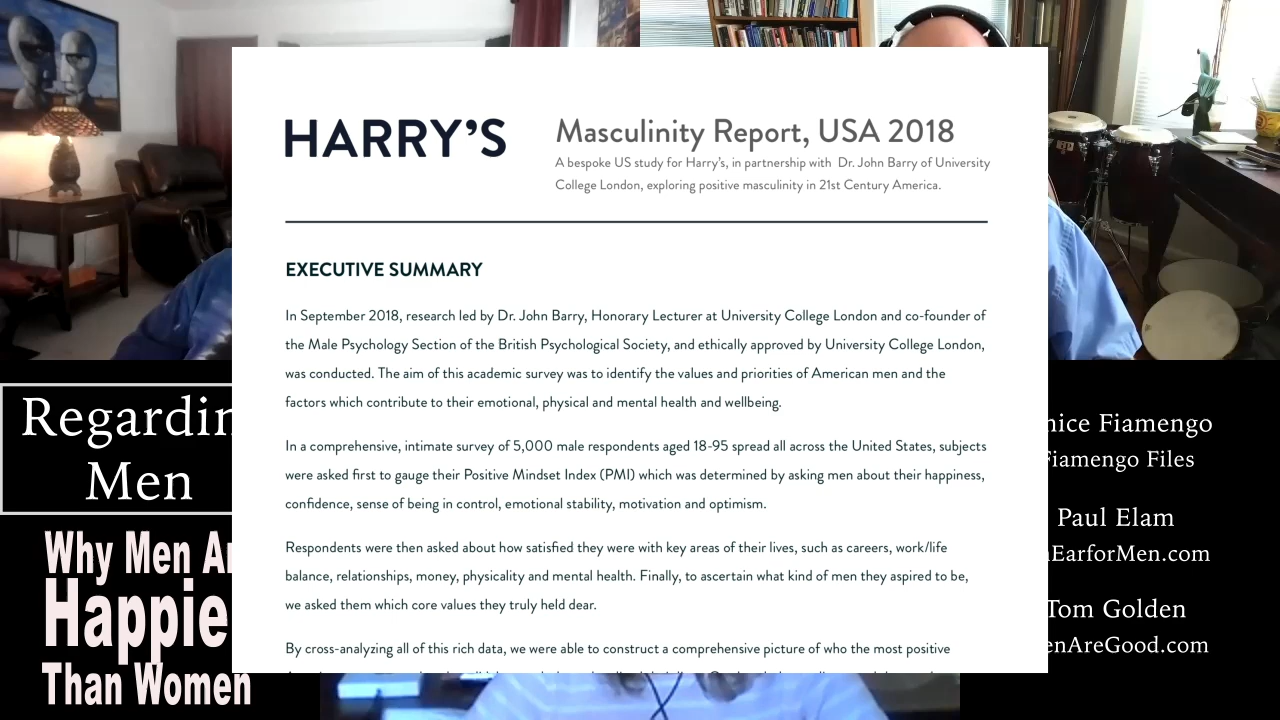 HARRY'S
Masculinity Report, USA 2018
A bespoke US study for Harry's, in partnership with Dr. John Barry of University
College London, exploring positive masculinity in 21st Century America.
EXECUTIVE SUMMARY
In September 2018, research led by Dr. John Barry, Honorary Lecturer at University College London and co-founder of
the Male Psychology Section of the British Psychological Society, and ethically approved by University College London,
was conducted. The aim of this academic survey was to identify the values and priorities of American men and the
factors which contribute to their emotional, physical and mental health and wellbeing.
In a comprehensive, intimate survey of 5,000 male respondents aged 18-95 spread all across the United States, subjects
were asked first to gauge their Positive Mindset Index (PMI) which was determined by asking men about their happiness,
confidence, sense of being in control, emotional stability, motivation and optimism.
Respondents were then asked about how satisfied they were with key areas of their lives, such as careers, work/life
balance, relationships, money, physicality and mental health. Finally, to ascertain what kind of men they aspired to be,
we asked them which core values they truly held dear.
By cross-analyzing all of this rich data, we were able to construct a comprehensive picture of who the most positive
Regardin
Men
Why Men Ar
Happie
Than Women
nice Fiamengo
Fiamengo Files
Paul Elam
nEarforMen.com
Tom Golden
enAreGood.com